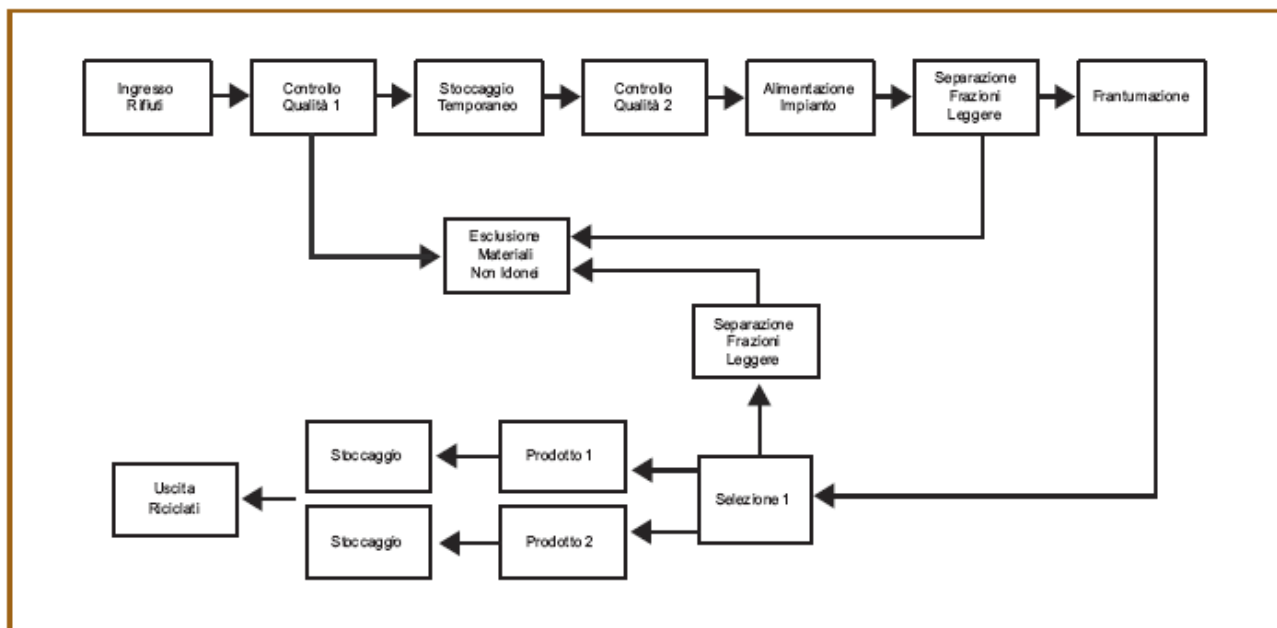 Ingresso
Rifiuti
Controllo
Qualità 1
Stoccaggio
Temporaneo
Controllo
Qualità 2
Alimentazione
Impianto
Separazione
Frazioni
Leggere
Frantumazione
Esclusione
Materiali
Non Idonei
Separazione
Frazioni
Leggere
Stoccaggio
Prodotto 1
Uscita
Riciclati
Selezione 1
Stoccaggio
Prodotto 2